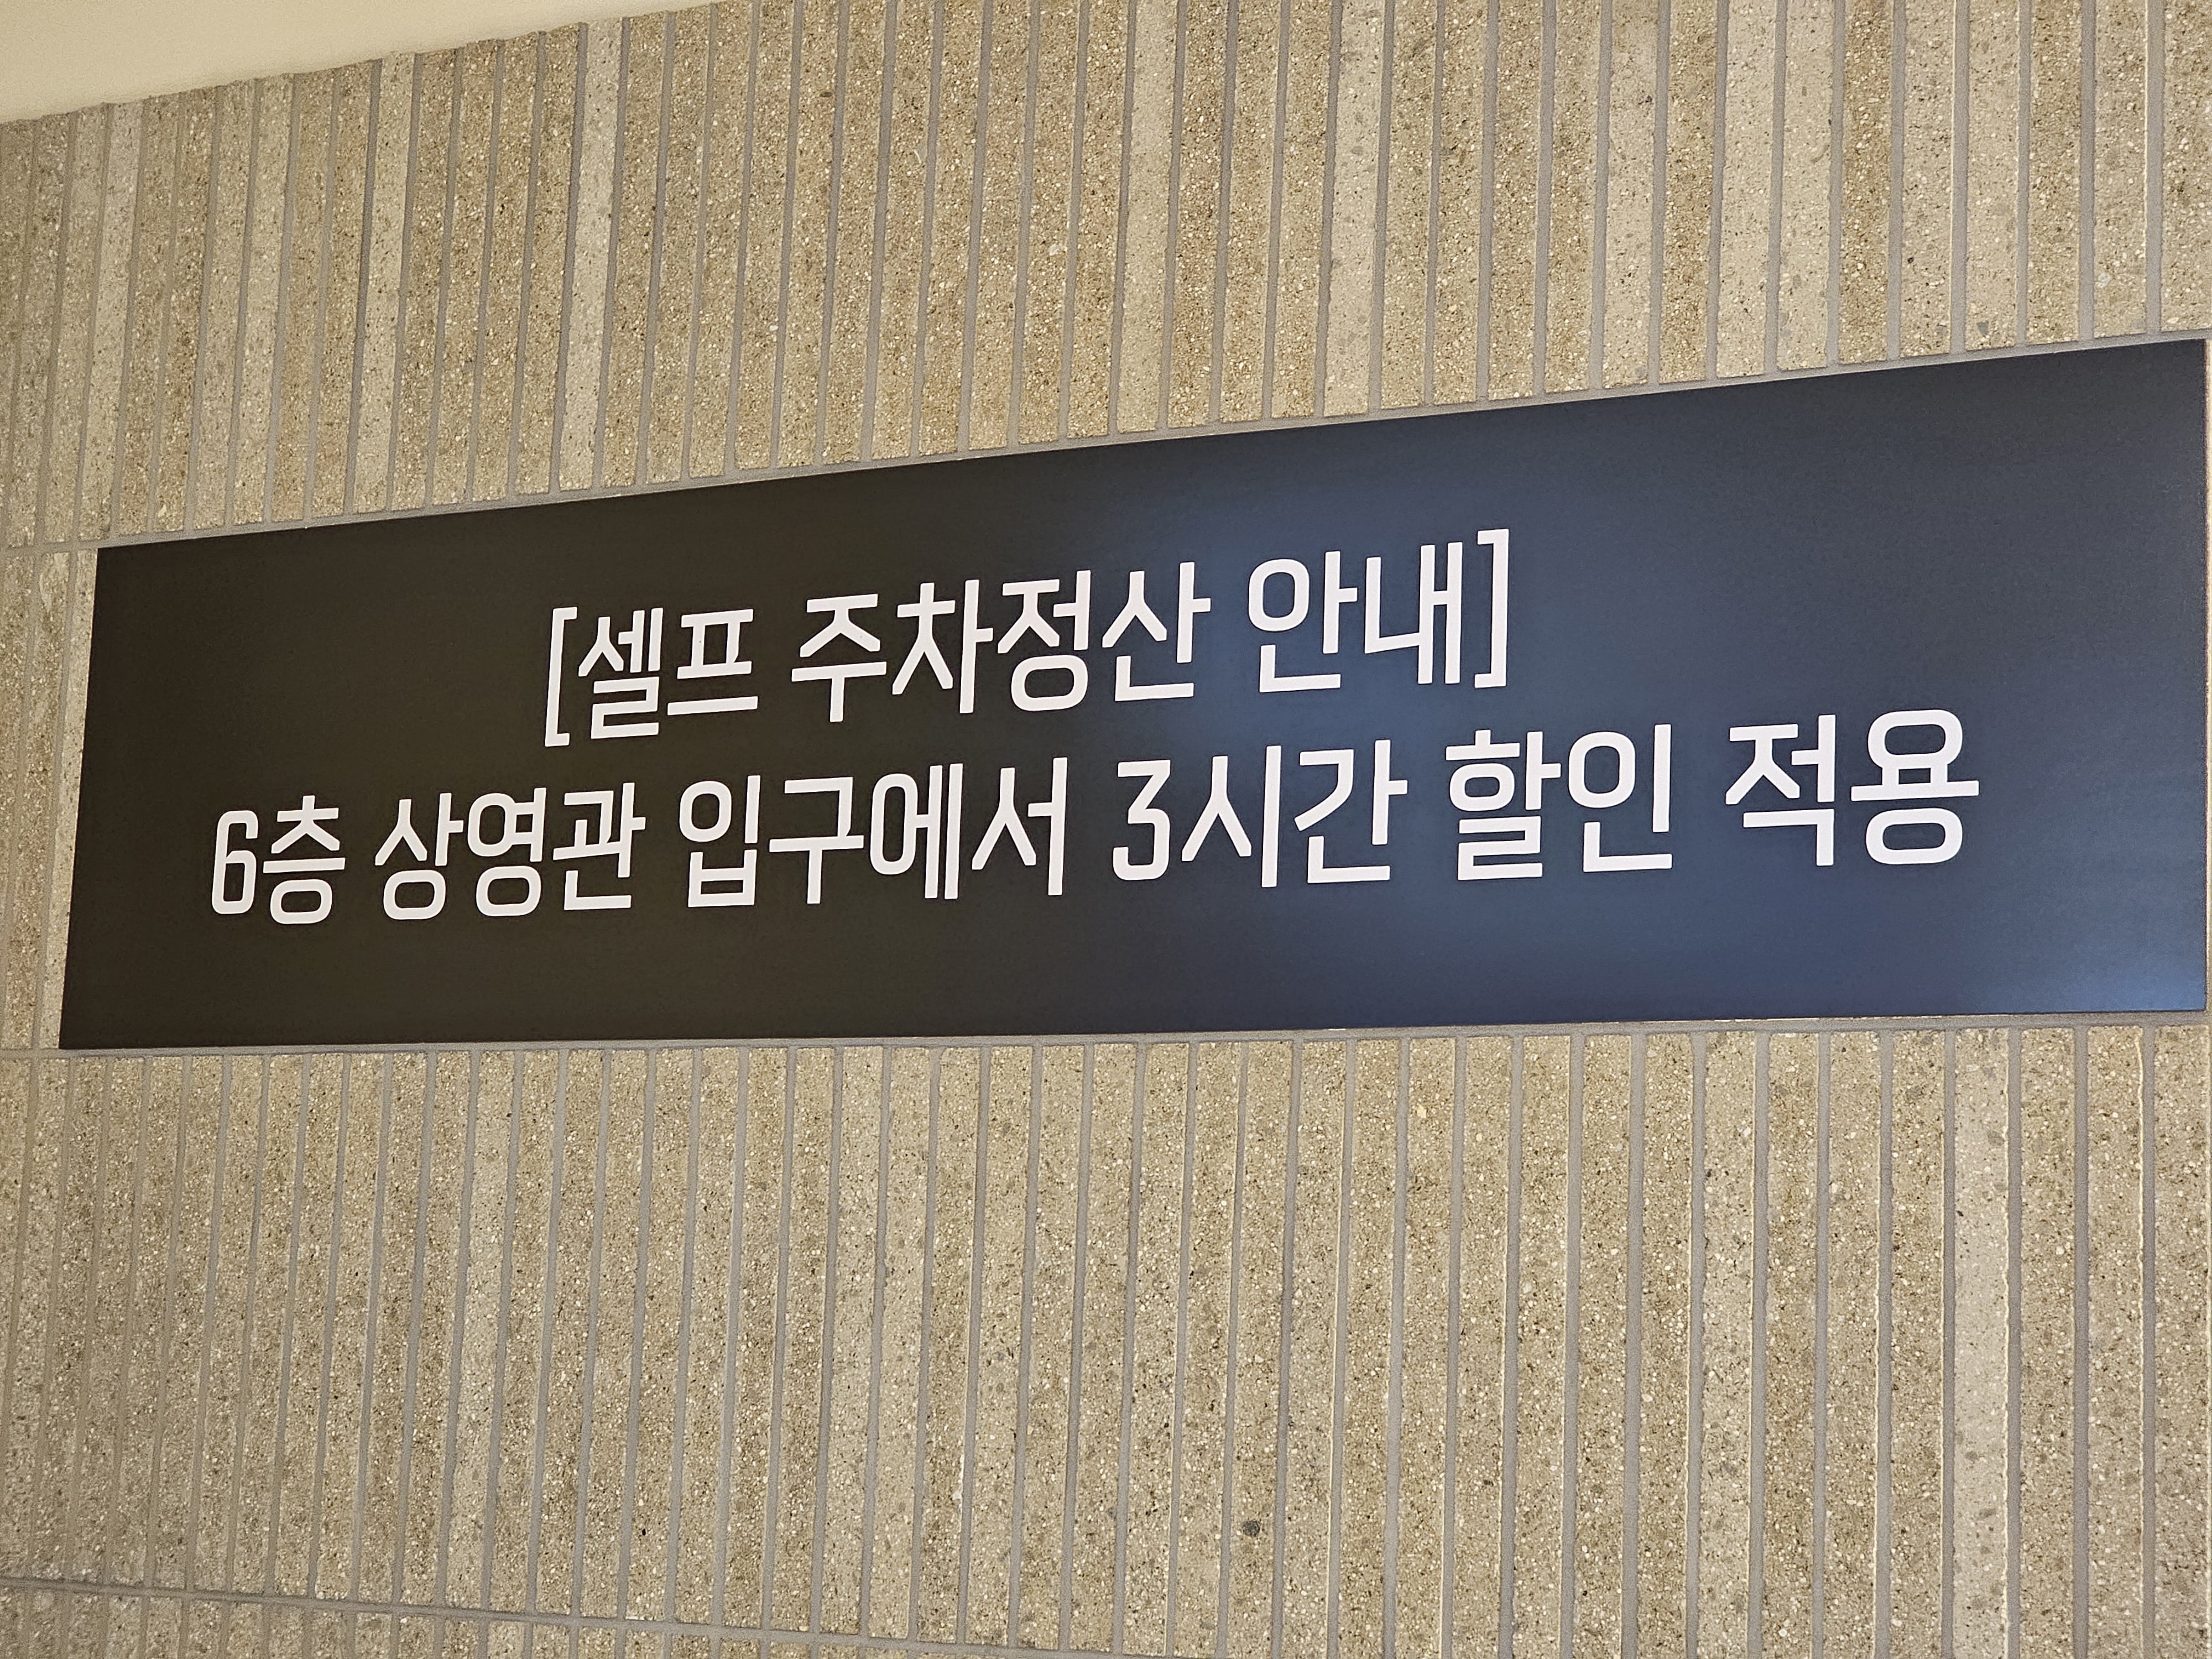 [셀프 주차정산 안내]
6층 상영관 입구에서 3시간 할인 적용